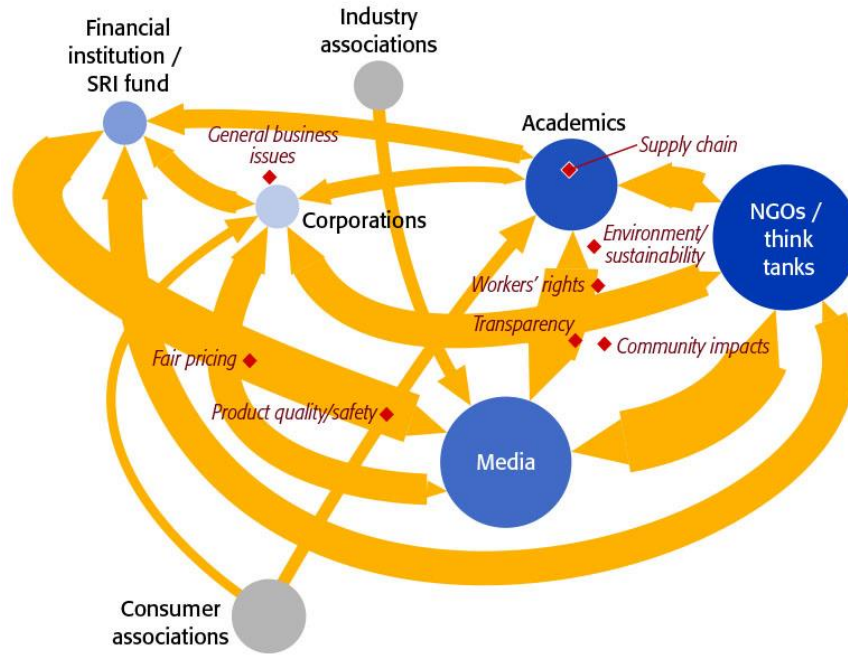 Industry
associations
Financial
institution /
SRI fund
General business
issues
Academics
Supply chain
Corporations
NGOs /
think
tanks
Environment/
sustainability
Workers’ rights
Transparency
Community impacts
Fair pricing
Product quality/safety
Media
Consumer
associations